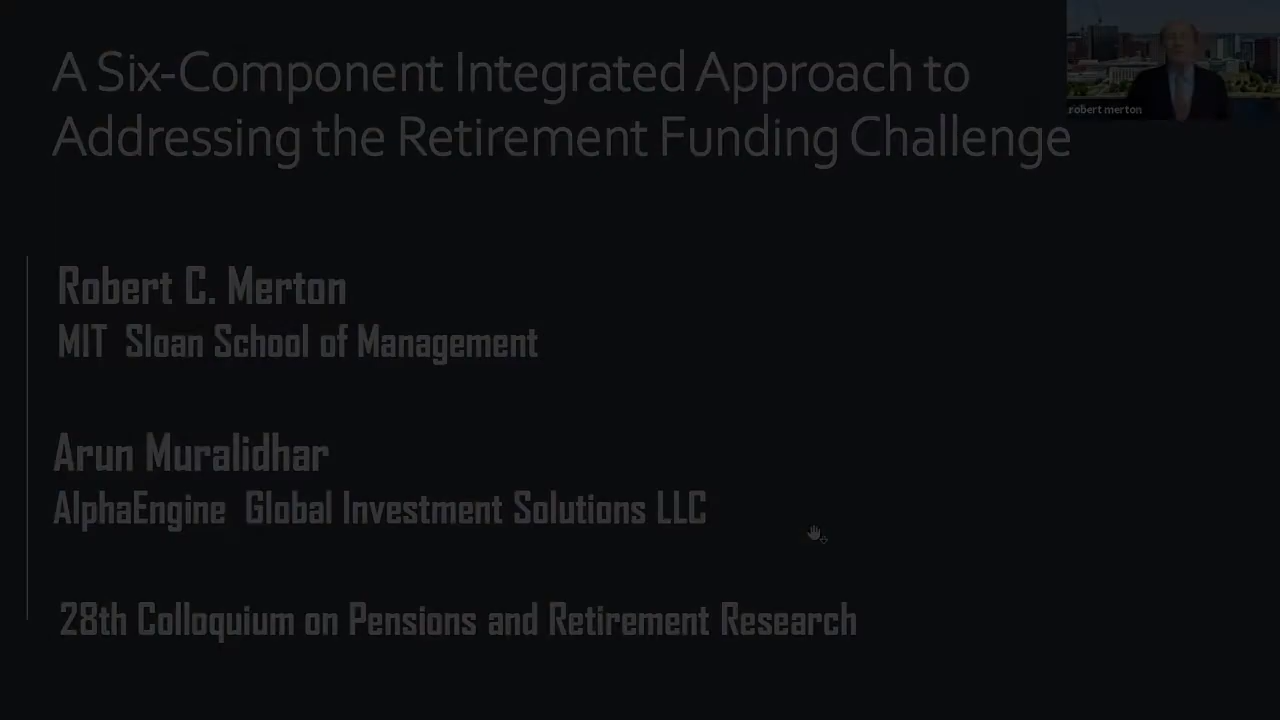 A Six-Component Integrated Approach to
Addressing the Retirement Funding Challenge
robert merton
Robert C. Merton
MIT Sloan School of Management
Arun Muralidhar
AlphaEngine Global Investment Solutions LLC
28th Colloquium on Pensions and Retirement Research